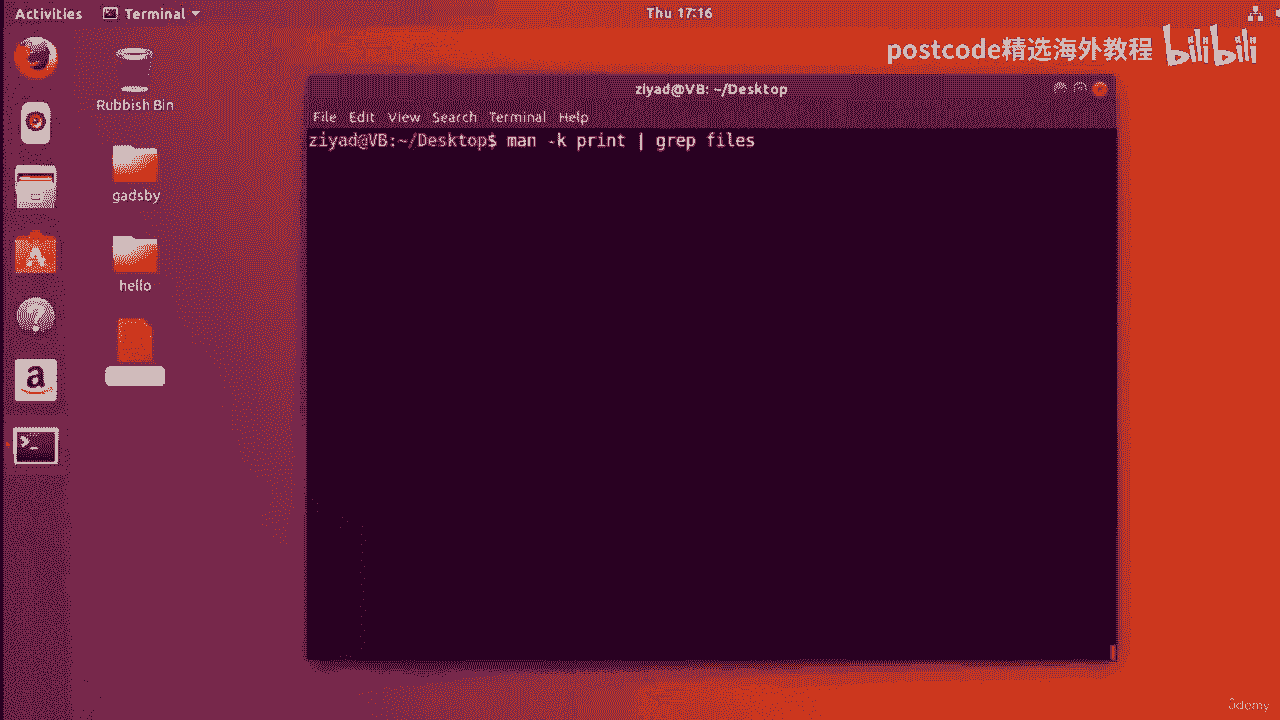 Activities
Terminal
Thu 17:16
postcode精选海外教程 bilibili
Rubbish Bin
gadsby
hello
ziyad@VB: ~/Desktop
File Edit View Search Terminal Help
ziyad@VB:~/Desktop$ man -k print | grep files
Udemy